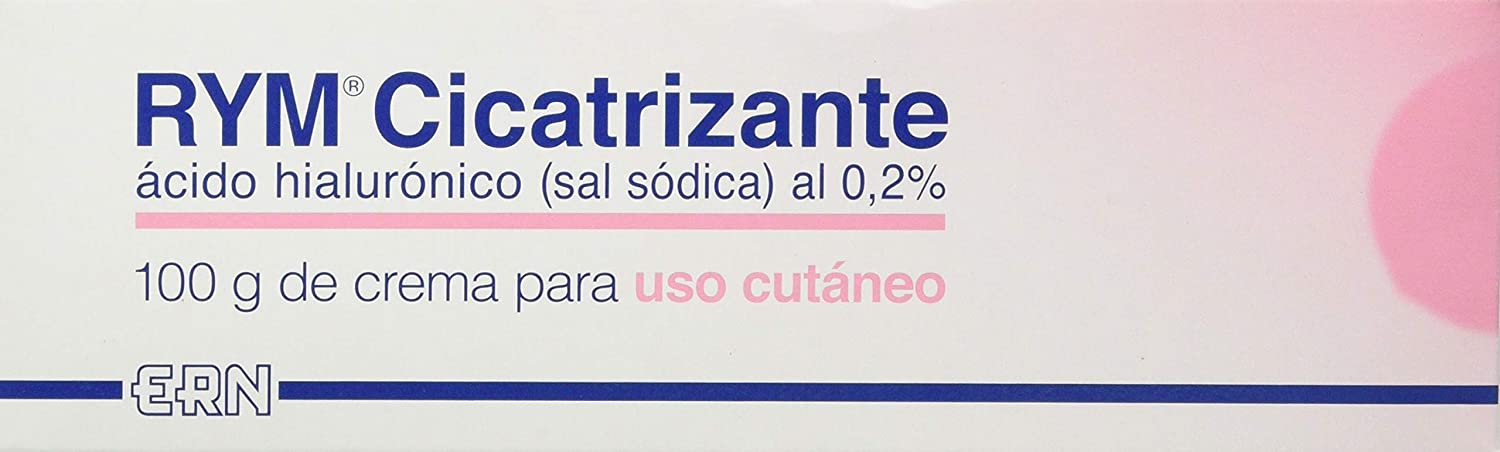 RYM® Cicatrizante
ácido hialurónico (sal sódica) al 0,2%
100 g de crema para uso cutáneo
ERN